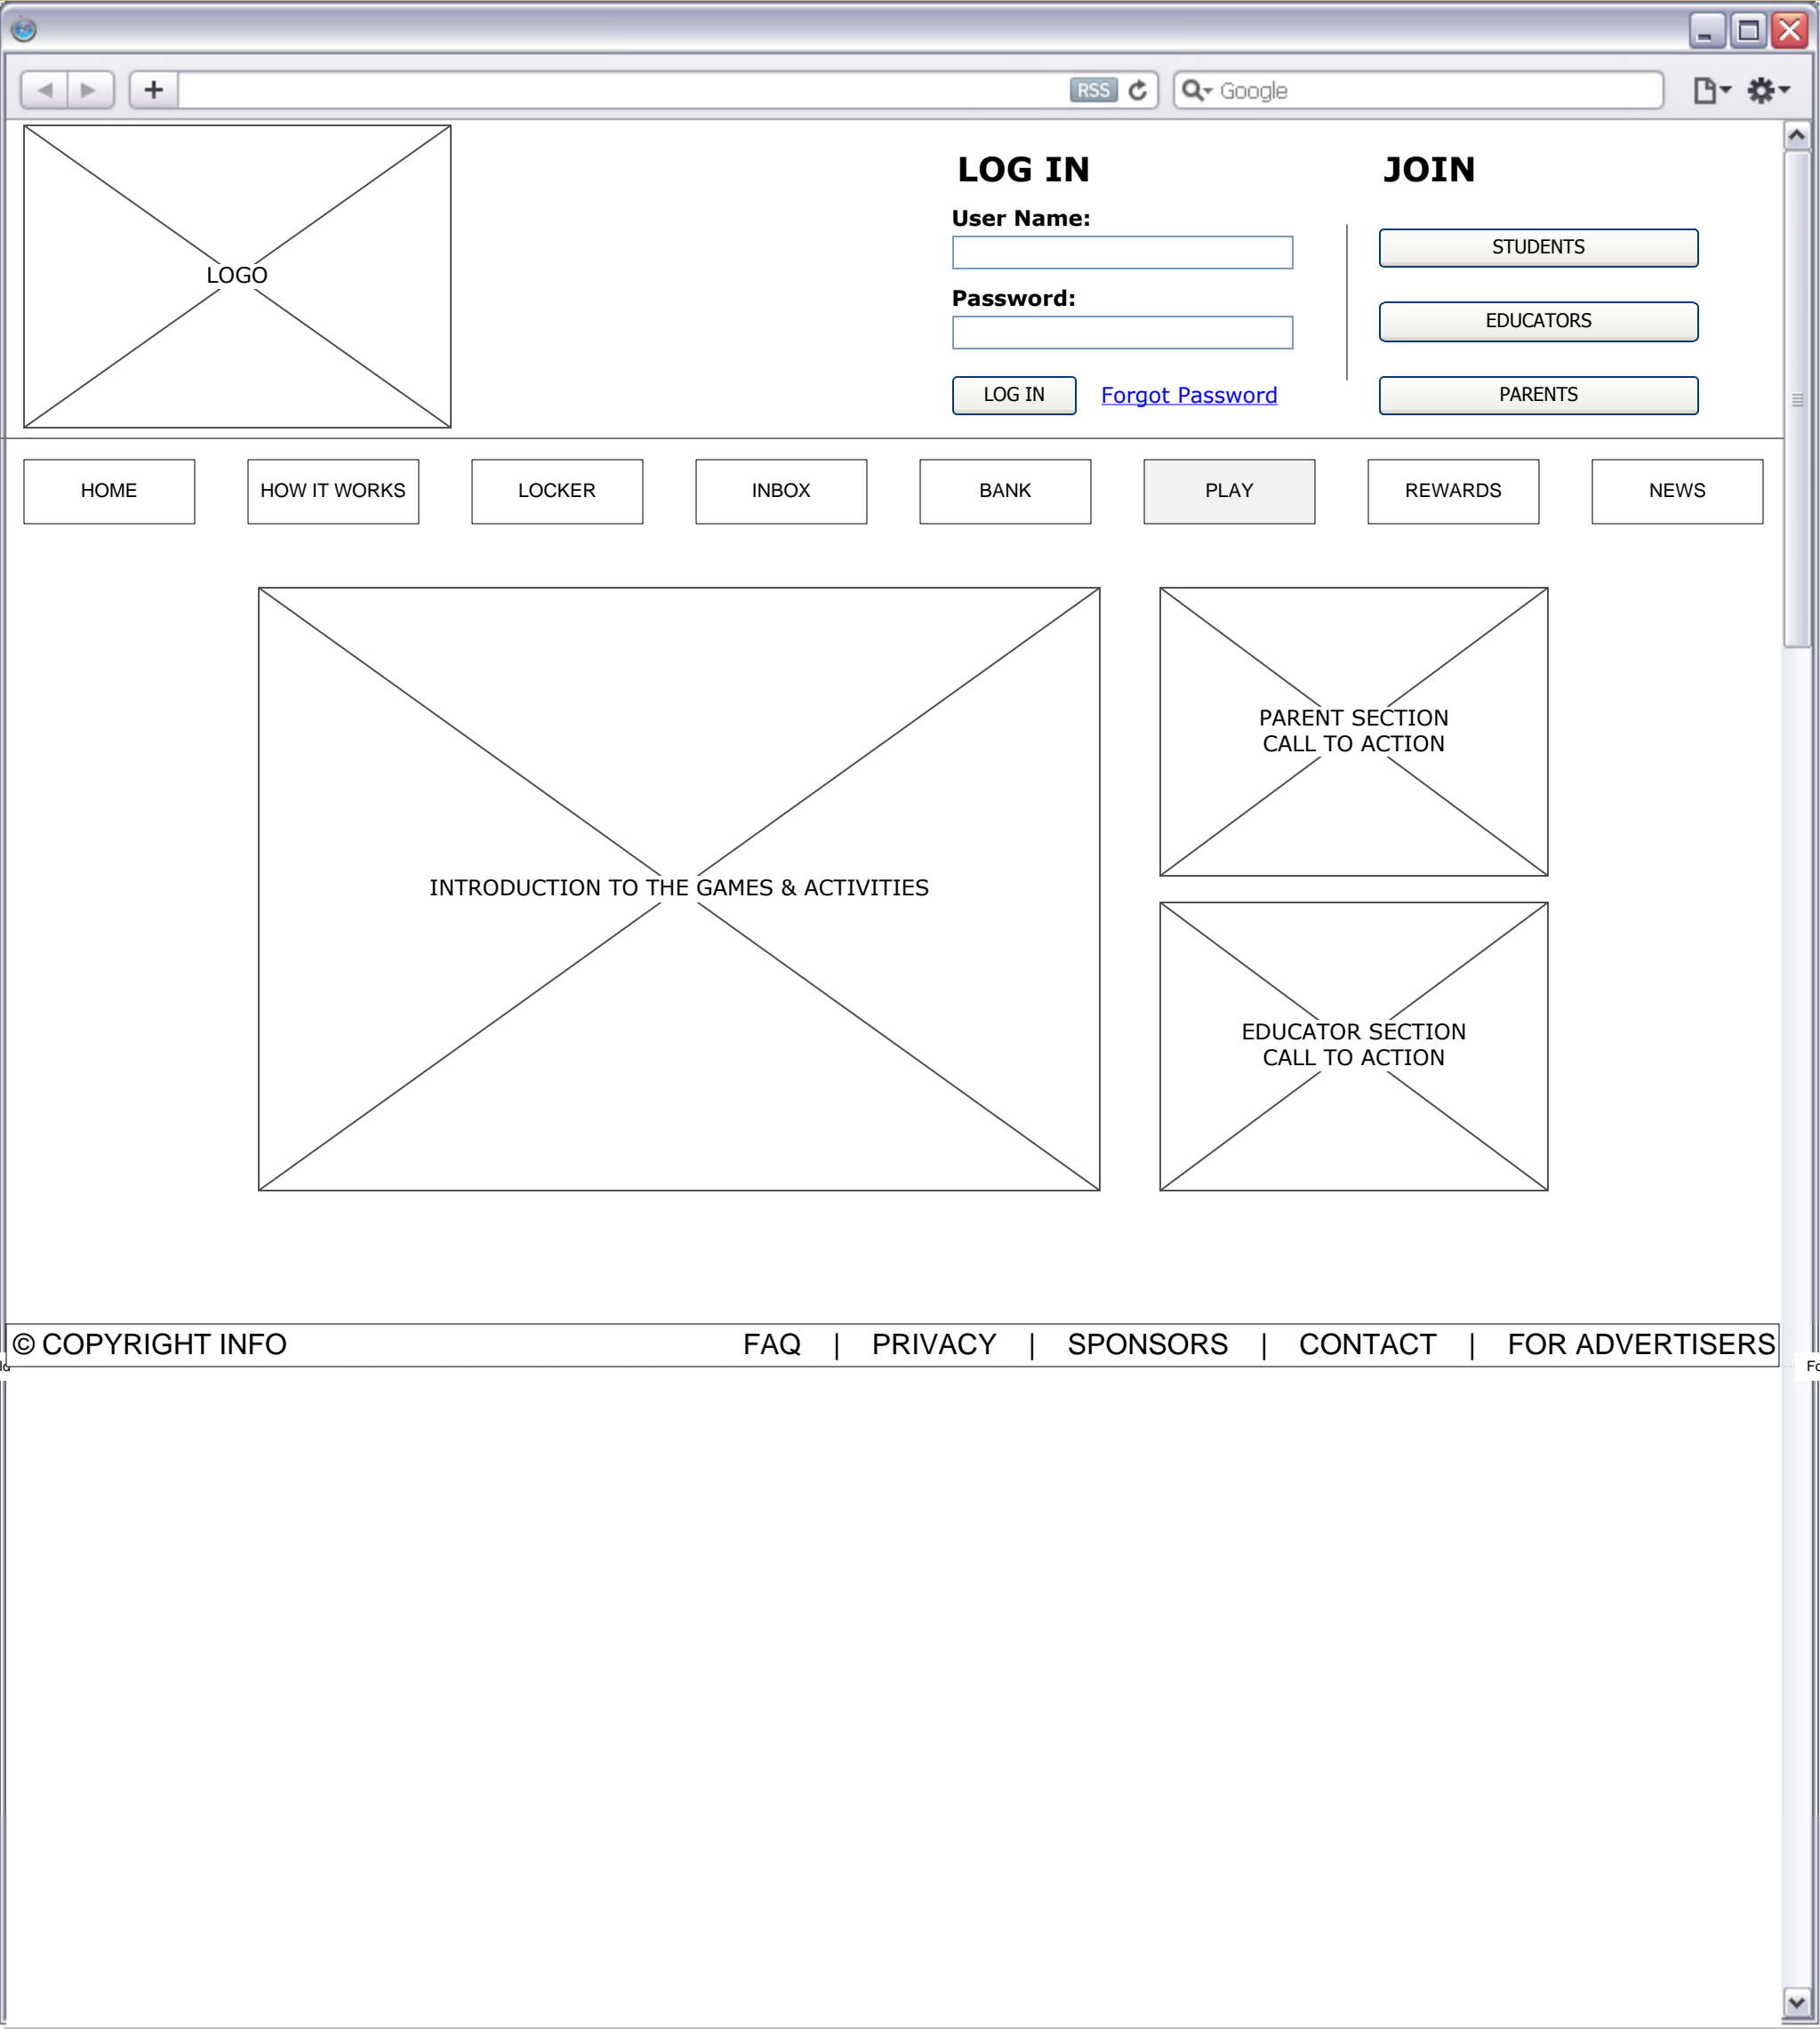 RSS
Google
LOGO
LOG IN
User Name:
Password:
LOG IN
Forgot Password
JOIN
STUDENTS
EDUCATORS
PARENTS
HOME
HOW IT WORKS
LOCKER
INBOX
BANK
PLAY
REWARDS
NEWS
INTRODUCTION TO THE GAMES & ACTIVITIES
PARENT SECTION
CALL TO ACTION
EDUCATOR SECTION
CALL TO ACTION
© COPYRIGHT INFO
FAQ | PRIVACY | SPONSORS | CONTACT | FOR ADVERTISERS